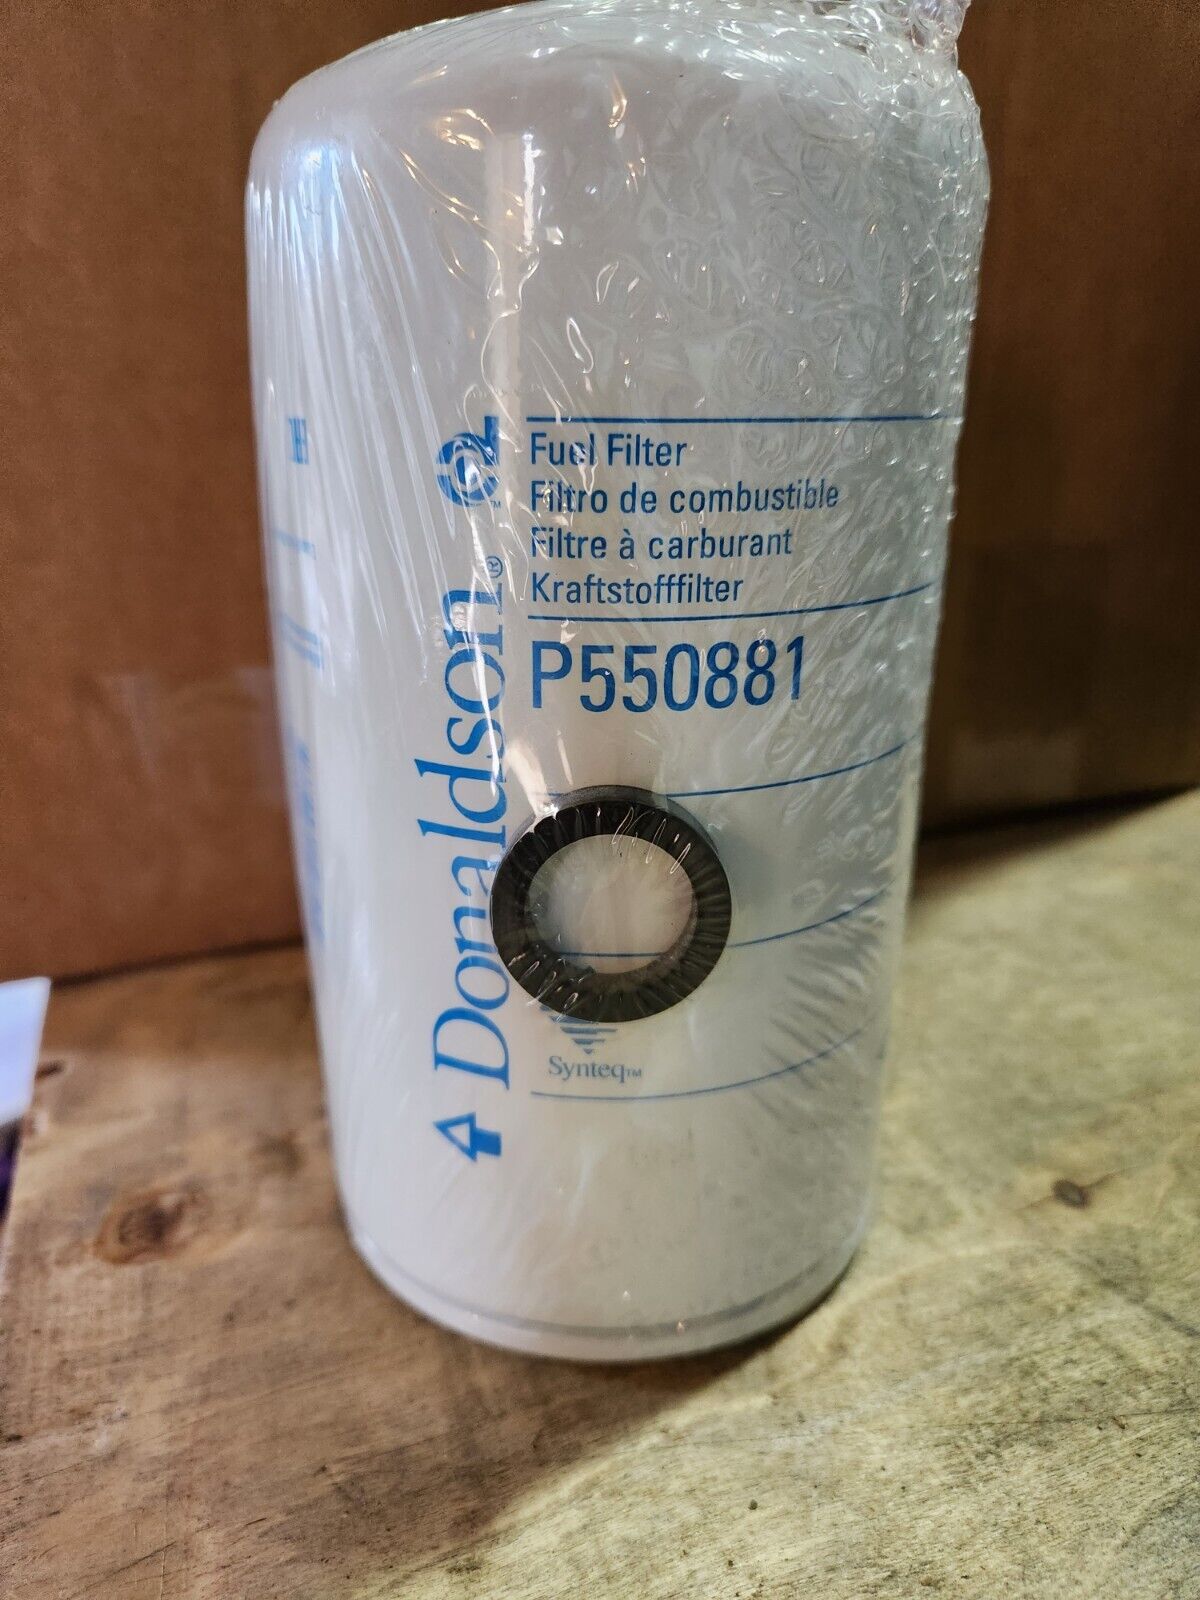 Donaldson®
Fuel Filter
Filtro de combustible
Filtre à carburant
Kraftstofffilter
P550881
Synteq™